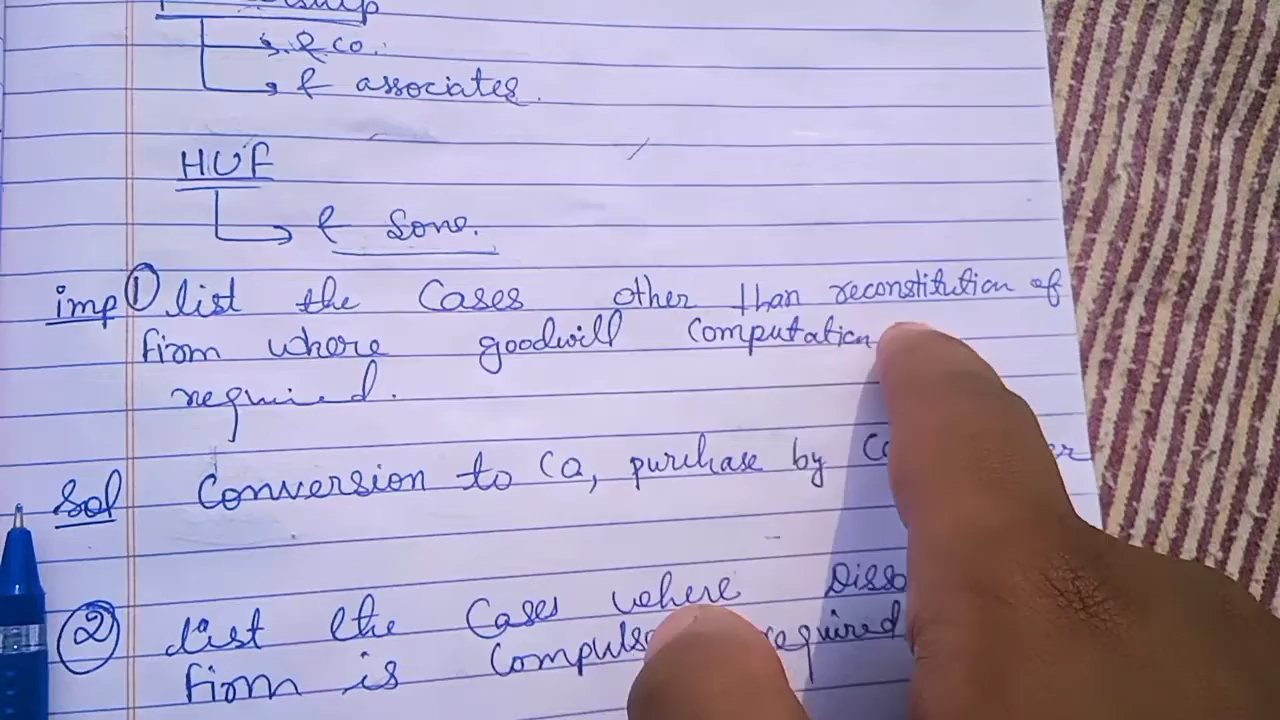 & co.
& associates.
HUF
& Sons.
imp ① list the Cases other than reconstitution of
firm where goodwill Computation
required.
Sol Conversion to Co, purchase by
② List the Cases where
firm is required